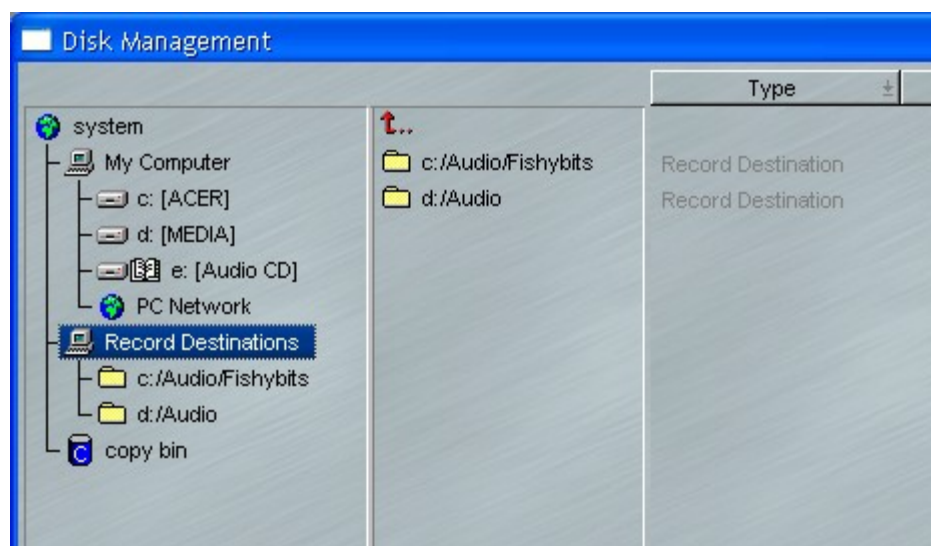 Disk Management
Type
system
My Computer
c: [ACER]
d: [MEDIA]
e: [Audio CD]
PC Network
Record Destinations
c:/Audio/Fishybits
d:/Audio
copy bin
..
c:/Audio/Fishybits Record Destination
d:/Audio Record Destination
C